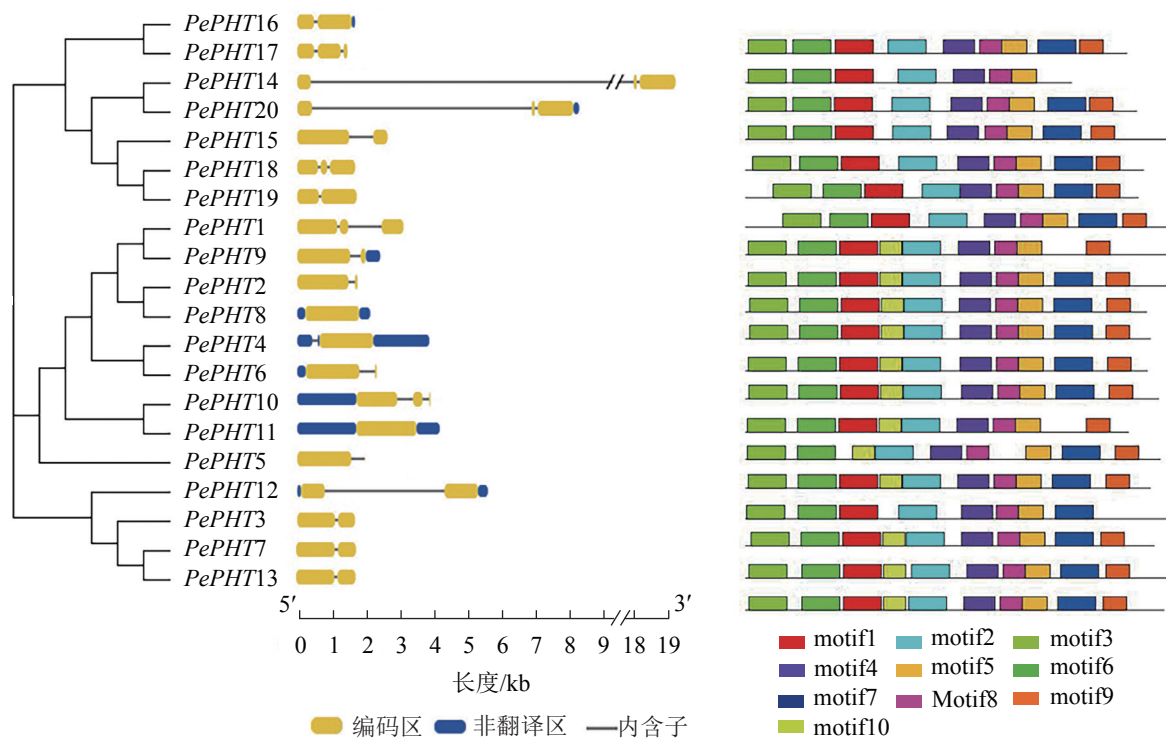 PePHT16
PePHT17
PePHT14
PePHT20
PePHT15
PePHT18
PePHT19
PePHT1
PePHT9
PePHT2
PePHT8
PePHT4
PePHT6
PePHT10
PePHT11
PePHT5
PePHT12
PePHT3
PePHT7
PePHT13
5′ 3′
0 1 2 3 4 5 6 7 8 9 18 19
长度/kb
编码区 非翻译区 内含子
motif1 motif2 motif3
motif4 motif5 motif6
motif7 Motif8 motif9
motif10